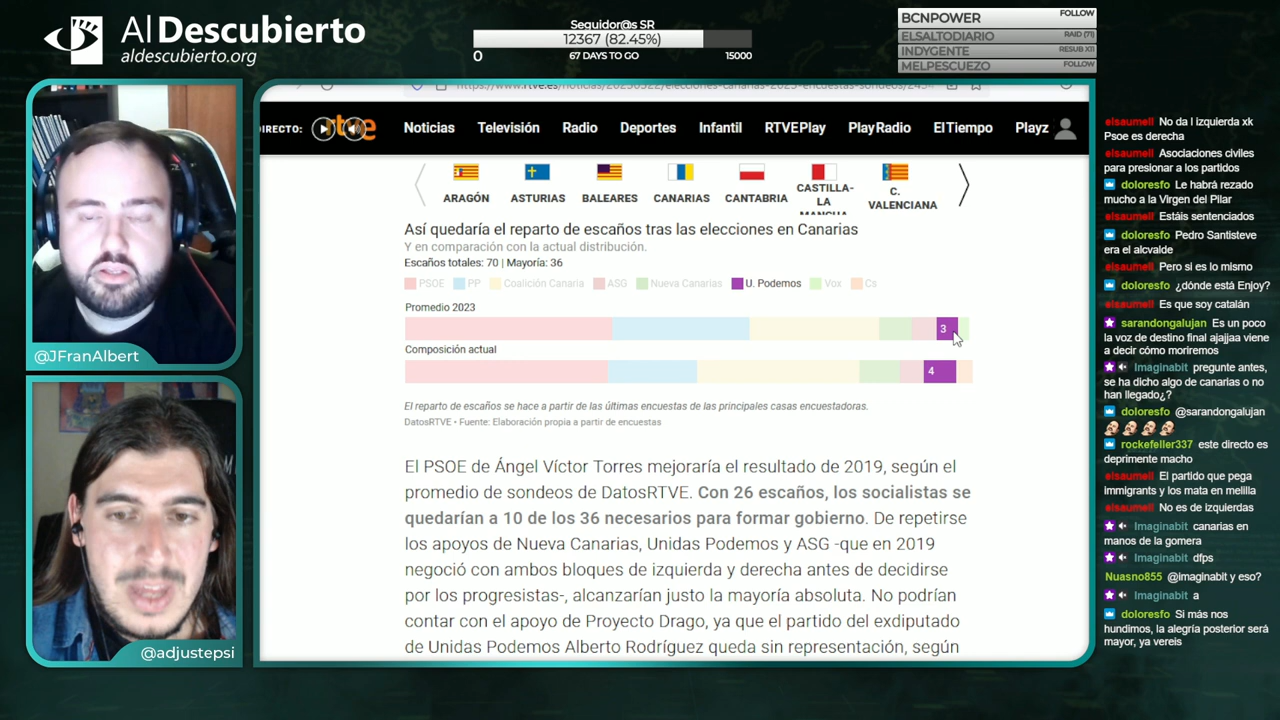 Al Descubierto
aldescubierto.org
Seguidor@s SR
12367 (82.45%)
0
67 DAYS TO GO
15000
BCNPOWER
FOLLOW
ELSALTODIARIO
RAID (71)
INDYGENTE
RESUB X11
MELPESCUEZO
FOLLOW
@JFranAlbert
@adjustepsi
DIRECTO:
rtve
Noticias
Televisión
Radio
Deportes
Infantil
RTVE Play
Play Radio
El Tiempo
Playz
ARAGÓN
ASTURIAS
BALEARES
CANARIAS
CANTABRIA
CASTILLA-
LA
MANCHA
C.
VALENCIANA
Así quedaría el reparto de escaños tras las elecciones en Canarias
Y en comparación con la actual distribución.
Escaños totales: 70 | Mayoría: 36
PSOE
PP
Coalición Canaria
ASG
Nueva Canarias
U. Podemos
Vox
Cs
Promedio 2023
3
Composición actual
4
El reparto de escaños se hace a partir de las últimas encuestas de las principales casas encuestadoras.
DatosRTVE • Fuente: Elaboración propia a partir de encuestas
El PSOE de Ángel Víctor Torres mejoraría el resultado de 2019, según el
promedio de sondeos de DatosRTVE. Con 26 escaños, los socialistas se
quedarían a 10 de los 36 necesarios para formar gobierno. De repetirse
los apoyos de Nueva Canarias, Unidas Podemos y ASG -que en 2019
negoció con ambos bloques de izquierda y derecha antes de decidirse
por los progresistas-, alcanzarían justo la mayoría absoluta. No podrían
contar con el apoyo de Proyecto Drago, ya que el partido del exdiputado
de Unidas Podemos Alberto Rodríguez queda sin representación, según
elsaumell No da l izquierda xk
Psoe es derecha
elsaumell Asociaciones civiles
para presionar a los partidos
doloresfo Le habrá rezado
mucho a la Virgen del Pilar
elsaumell Estáis sentenciados
doloresfo Pedro Santisteve
era el alcvalde
elsaumell Pero si es lo mismo
doloresfo ¿dónde está Enjoy?
elsaumell Es que soy catalán
sarandongalujan Es un poco
la voz de destino final ajajjaa viene
a decir cómo moriremos
Imaginabit pregunte antes,
se ha dicho algo de canarias o no
han llegado¿?
doloresfo @sarandongalujan
rockefeller337 este directo es
deprimente macho
elsaumell El partido que pega
immigrants y los mata en melilla
elsaumell No es de izquierdas
Imaginabit canarias en
manos de la gomera
Imaginabit dfps
Nuasno855 @imaginabit y eso?
Imaginabit a
doloresfo Si más nos
hundimos, la alegría posterior será
mayor, ya vereis